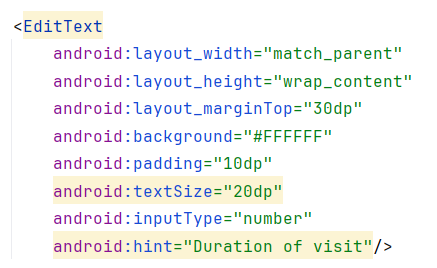 <EditText
android:layout_width="match_parent"
android:layout_height="wrap_content"
android:layout_marginTop="30dp"
android:background="#FFFFFF"
android:padding="10dp"
android:textSize="20dp"
android:inputType="number"
android:hint="Duration of visit"/>